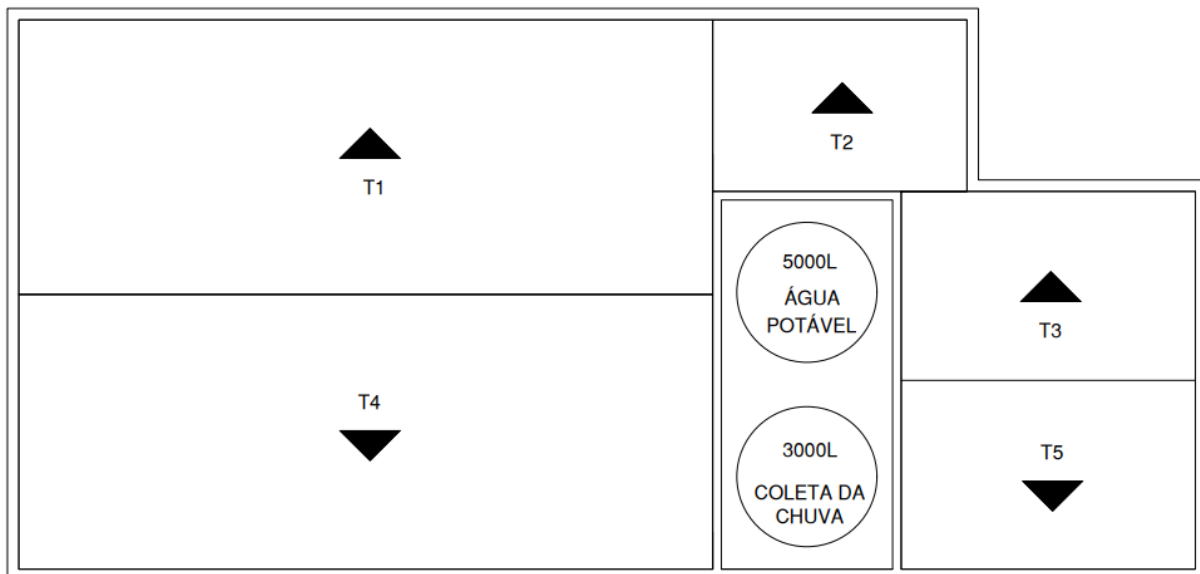 T1
T2
5000L
ÁGUA
POTÁVEL
T3
T4
3000L
COLETA DA
CHUVA
T5